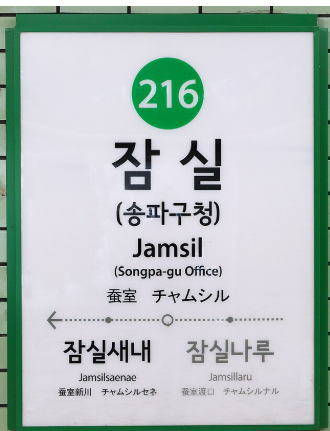 216
잠 실
(송파구청)
Jamsil
(Songpa-gu Office)
蚕室 チャムシル
잠실새내 잠실나루
Jamsilsaenae Jamsillaru
蚕室新川 チャムシルセネ 蚕室渡口 チャムシルナル